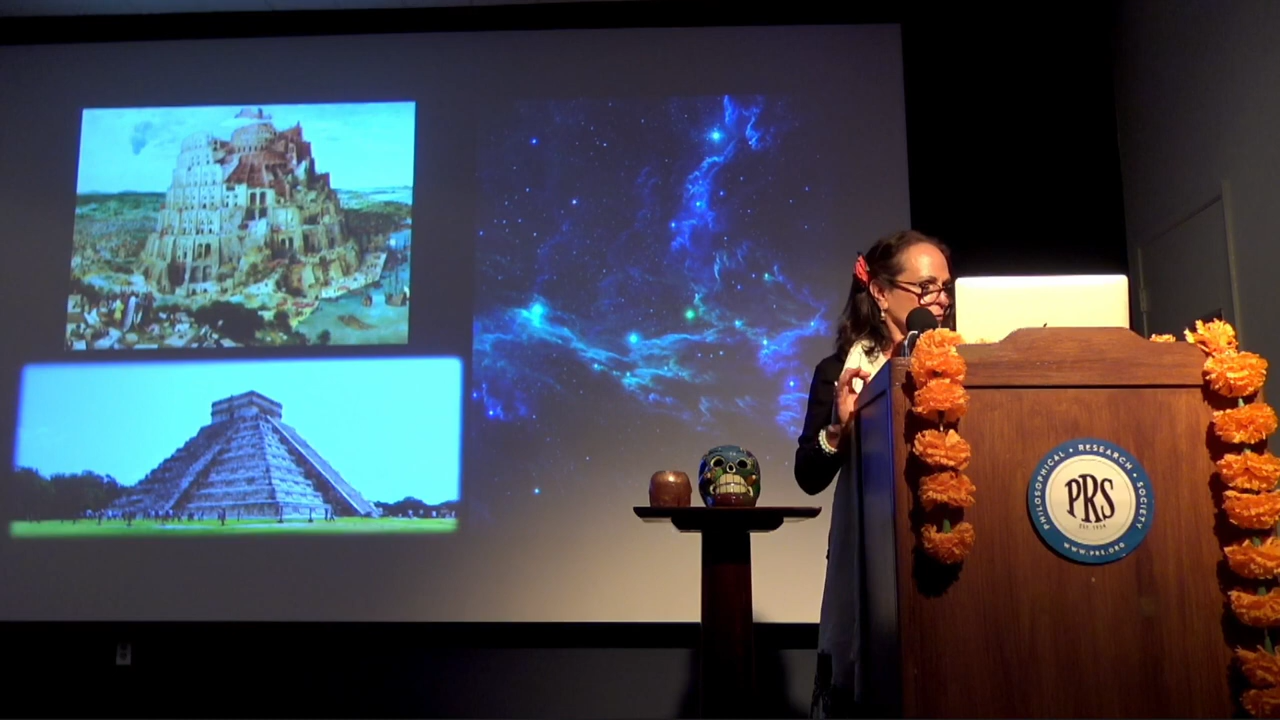 PHILOSOPHICAL • RESEARCH • SOCIETY
PRS
EST. 1934
WWW.PRS.ORG